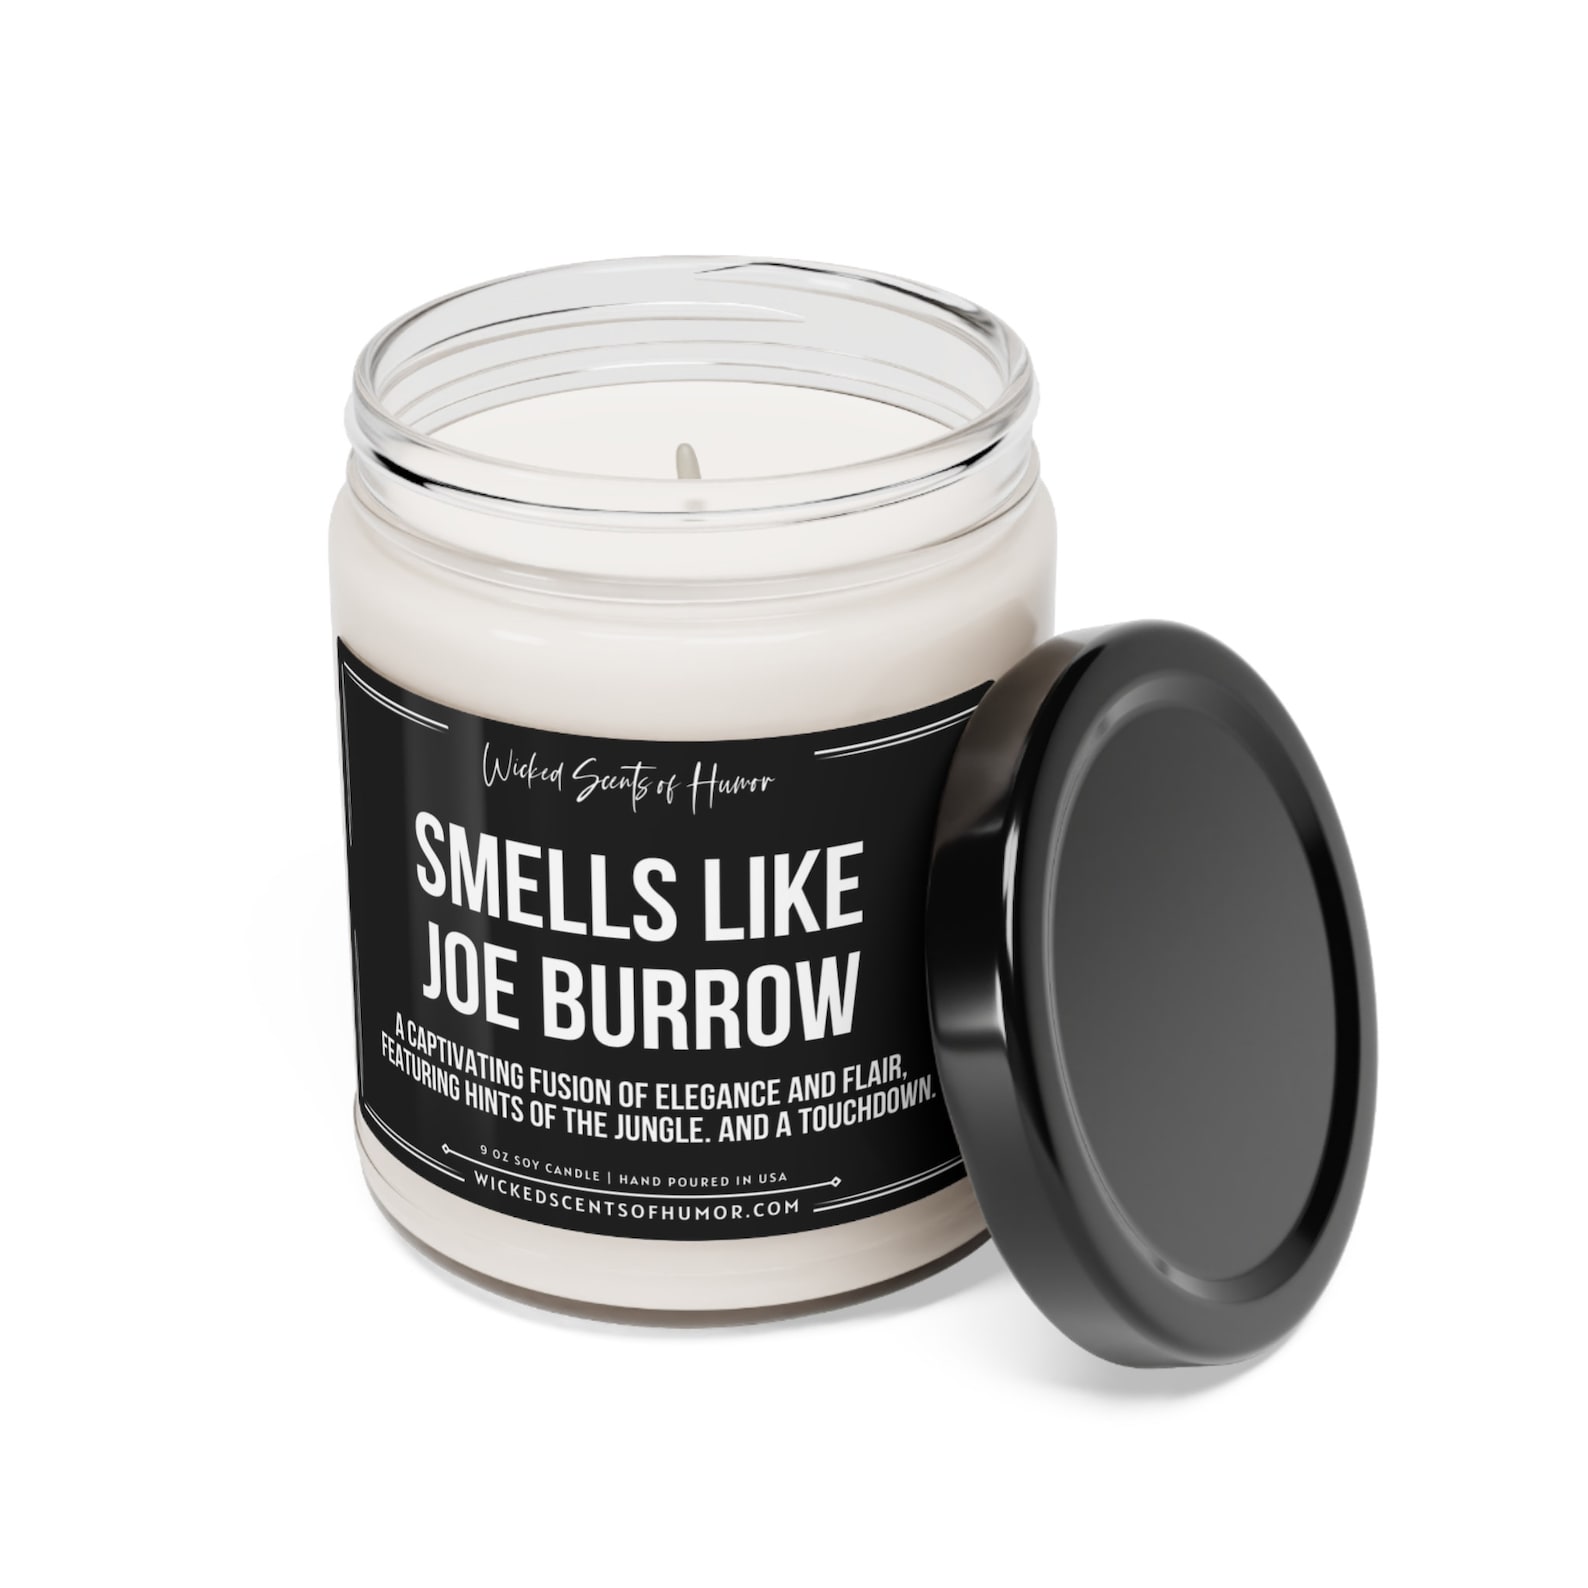 Wicked Scents of Humor
SMELLS LIKE
JOE BURROW
A CAPTIVATING FUSION OF ELEGANCE AND FLAIR,
FEATURING HINTS OF THE JUNGLE. AND A TOUCHDOWN.
9 OZ SOY CANDLE | HAND POURED IN USA
WICKEDSCENTSOFHUMOR.COM